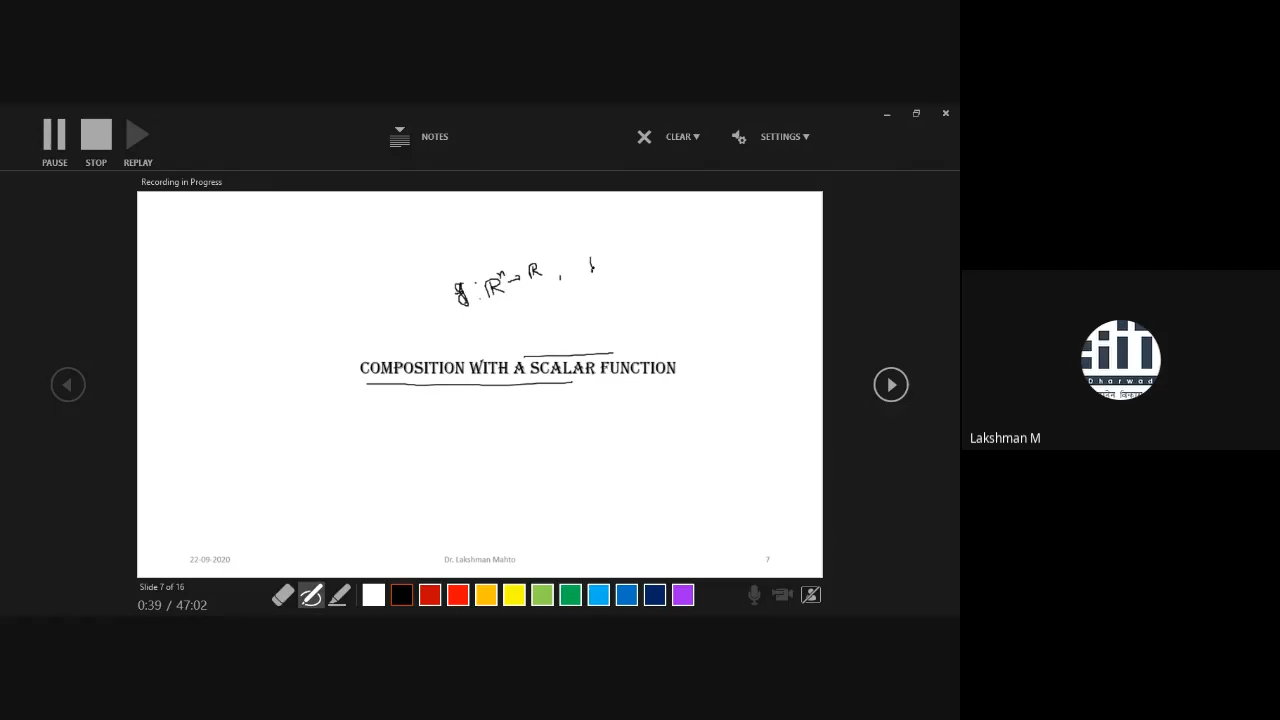 PAUSE STOP REPLAY
NOTES
CLEAR
SETTINGS
Recording in Progress
g : ℝⁿ → ℝ ,
COMPOSITION WITH A SCALAR FUNCTION
22-09-2020 Dr. Lakshman Mahto 7
Slide 7 of 16
0:39 / 47:02
Dharwad
Lakshman M